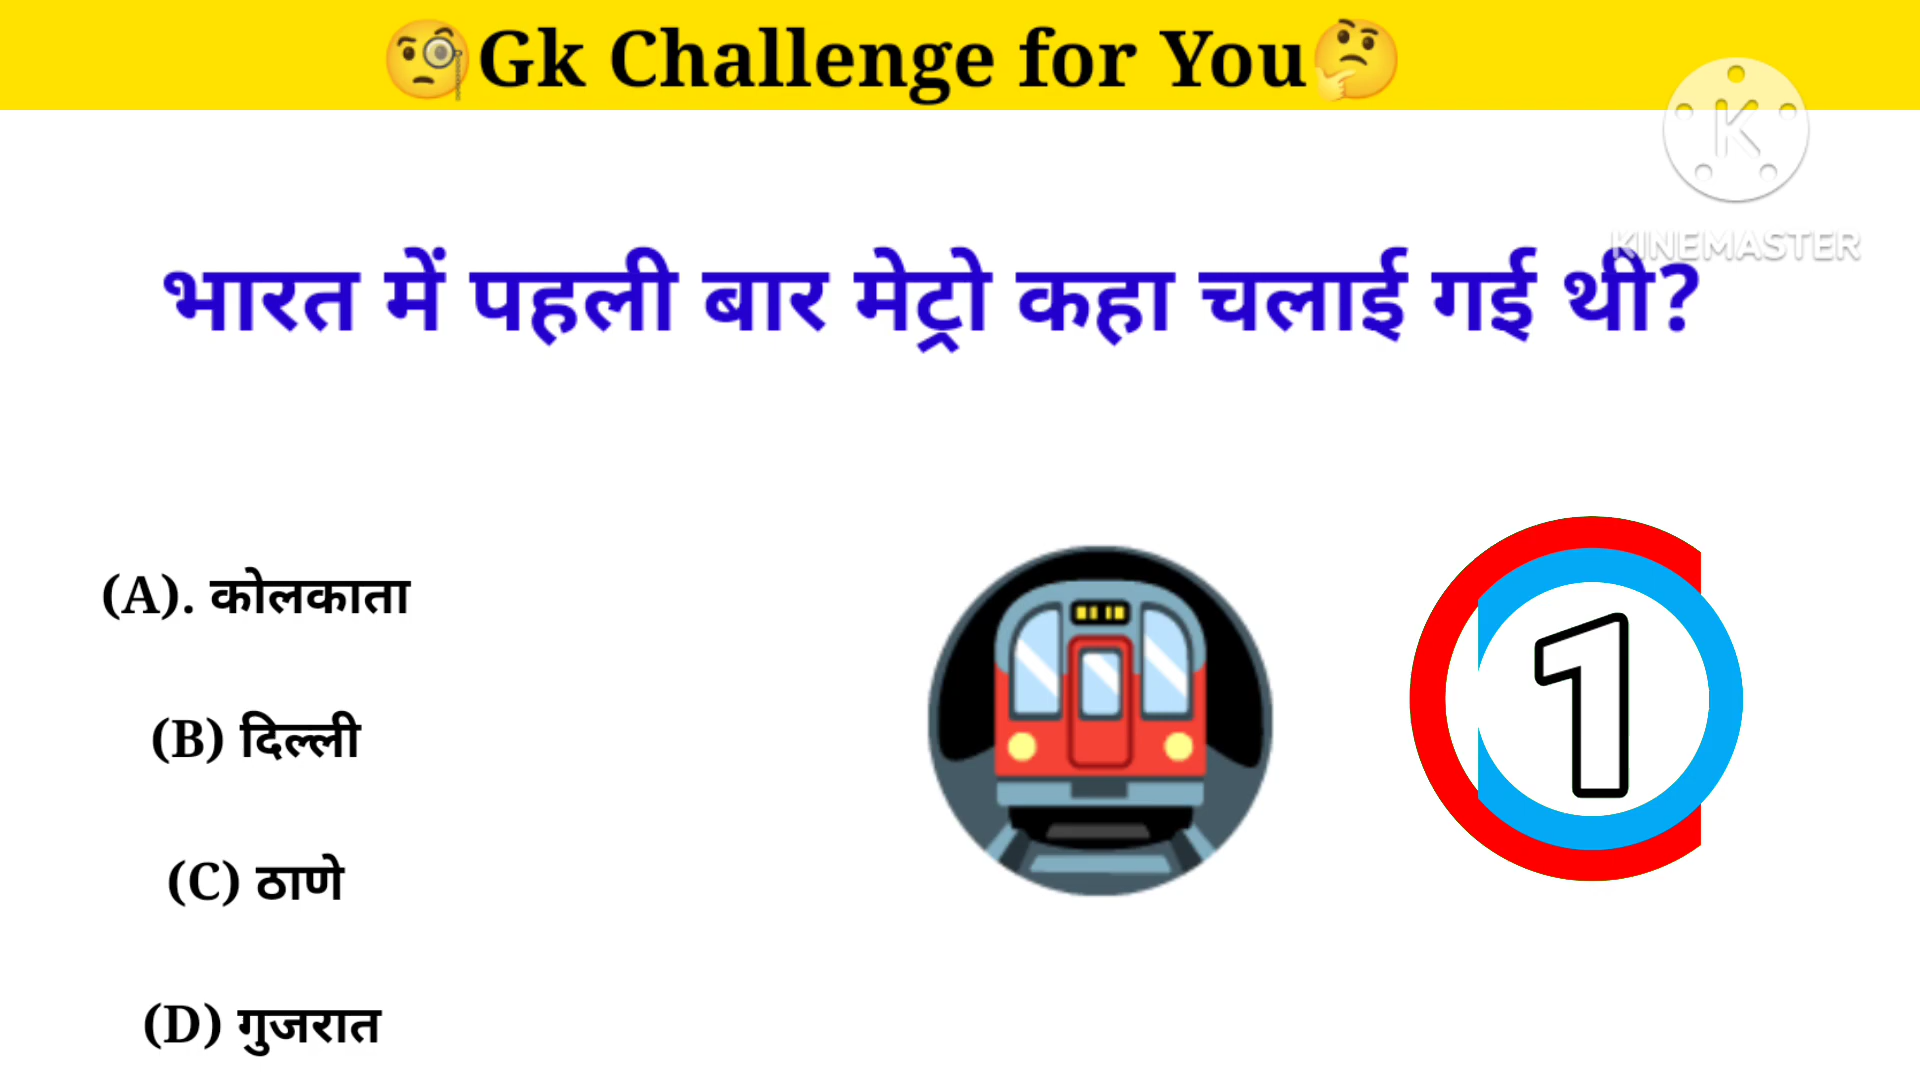 🧐Gk Challenge for You🤔
K
KINEMASTER
भारत में पहली बार मेट्रो कहा चलाई गई थी?
(A). कोलकाता
(B) दिल्ली
(C) ठाणे
(D) गुजरात
1